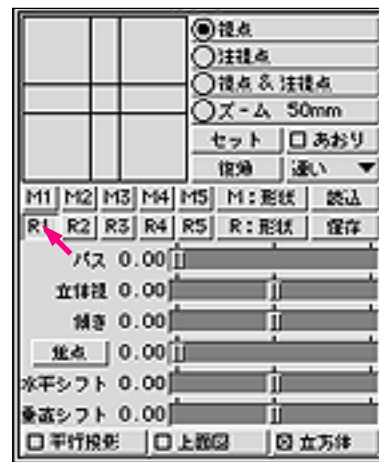 視点
注視点
視点 & 注視点
ズーム 50mm
セット あおり
復帰 速い
M1 M2 M3 M4 M5 M:形状 読込
R1 R2 R3 R4 R5 R:形状 保存
パス 0.00
立体視 0.00
傾き 0.00
焦点 0.00
水平シフト 0.00
垂直シフト 0.00
平行投影 上面図 立方体